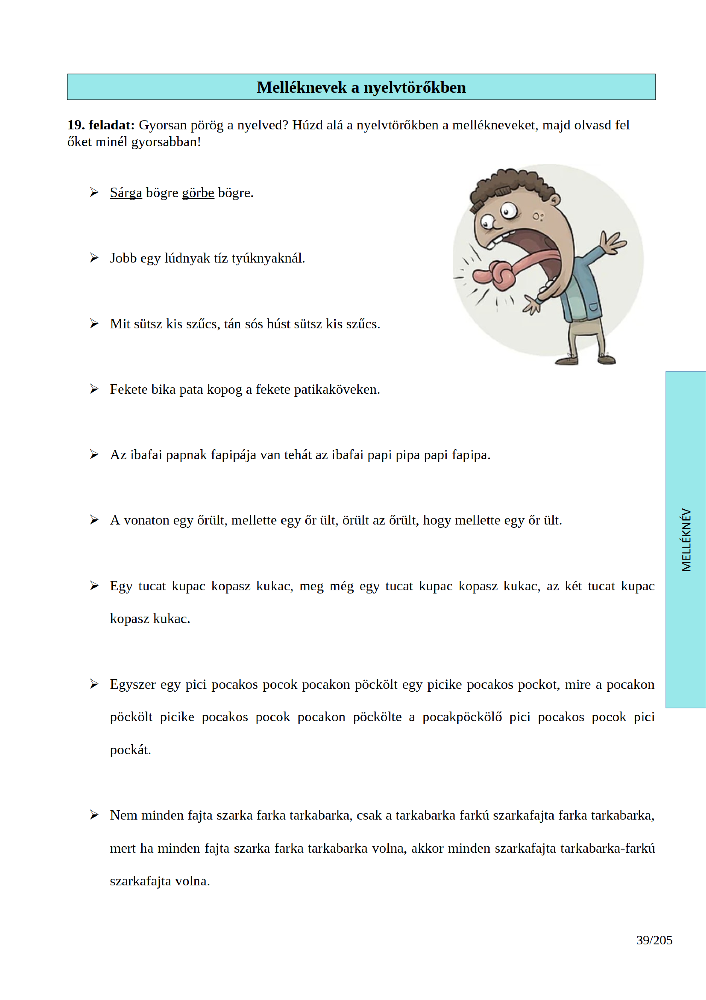 Melléknevek a nyelvtörőkben
19. feladat: Gyorsan pörög a nyelved? Húzd alá a nyelvtörőkben a mellékneveket, majd olvasd fel
őket minél gyorsabban!
➢ Sárga bögre görbe bögre.
➢ Jobb egy lúdnyak tíz tyúknyaknál.
➢ Mit sütsz kis szűcs, tán sós húst sütsz kis szűcs.
➢ Fekete bika pata kopog a fekete patikaköveken.
➢ Az ibafai papnak fapipája van tehát az ibafai papi pipa papi fapipa.
➢ A vonaton egy őrült, mellette egy őr ült, örült az őrült, hogy mellette egy őr ült.
➢ Egy tucat kupac kopasz kukac, meg még egy tucat kupac kopasz kukac, az két tucat kupac
kopasz kukac.
➢ Egyszer egy pici pocakos pocok pocakon pöckölt egy picike pocakos pockot, mire a pocakon
pöckölt picike pocakos pocok pocakon pöckölte a pocakpöckölő pici pocakos pocok pici
pockát.
➢ Nem minden fajta szarka farka tarkabarka, csak a tarkabarka farkú szarkafajta farka tarkabarka,
mert ha minden fajta szarka farka tarkabarka volna, akkor minden szarkafajta tarkabarka-farkú
szarkafajta volna.
MELLÉKNÉV
39/205